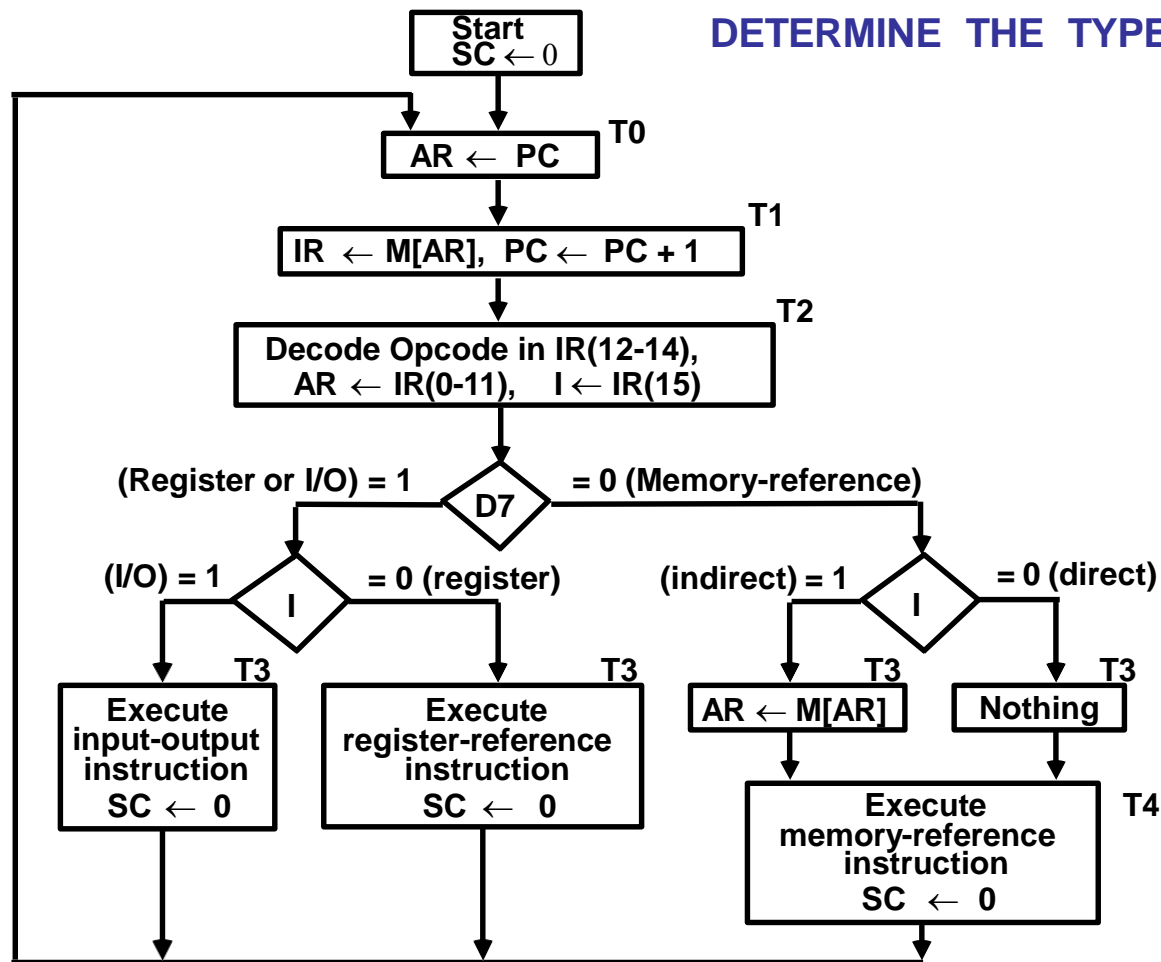 DETERMINE THE TYPE
Start
SC ← 0
T0
AR ← PC
T1
IR ← M[AR], PC ← PC + 1
T2
Decode Opcode in IR(12-14),
AR ← IR(0-11), I ← IR(15)
(Register or I/O) = 1
D7
= 0 (Memory-reference)
(I/O) = 1
I
= 0 (register)
(indirect) = 1
I
= 0 (direct)
T3
Execute
input-output
instruction
SC ← 0
T3
Execute
register-reference
instruction
SC ← 0
T3
AR ← M[AR]
T3
Nothing
T4
Execute
memory-reference
instruction
SC ← 0